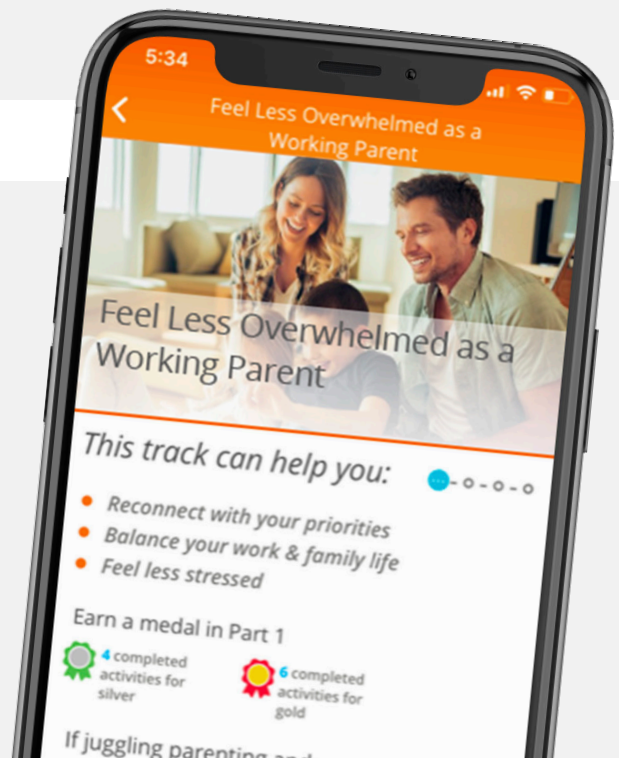 5:34
Feel Less Overwhelmed as a
Working Parent
Feel Less Overwhelmed as a
Working Parent
This track can help you:
Reconnect with your priorities
Balance your work & family life
Feel less stressed
Earn a medal in Part 1
4 completed
activities for
silver
6 completed
activities for
gold
If juggling parenting and